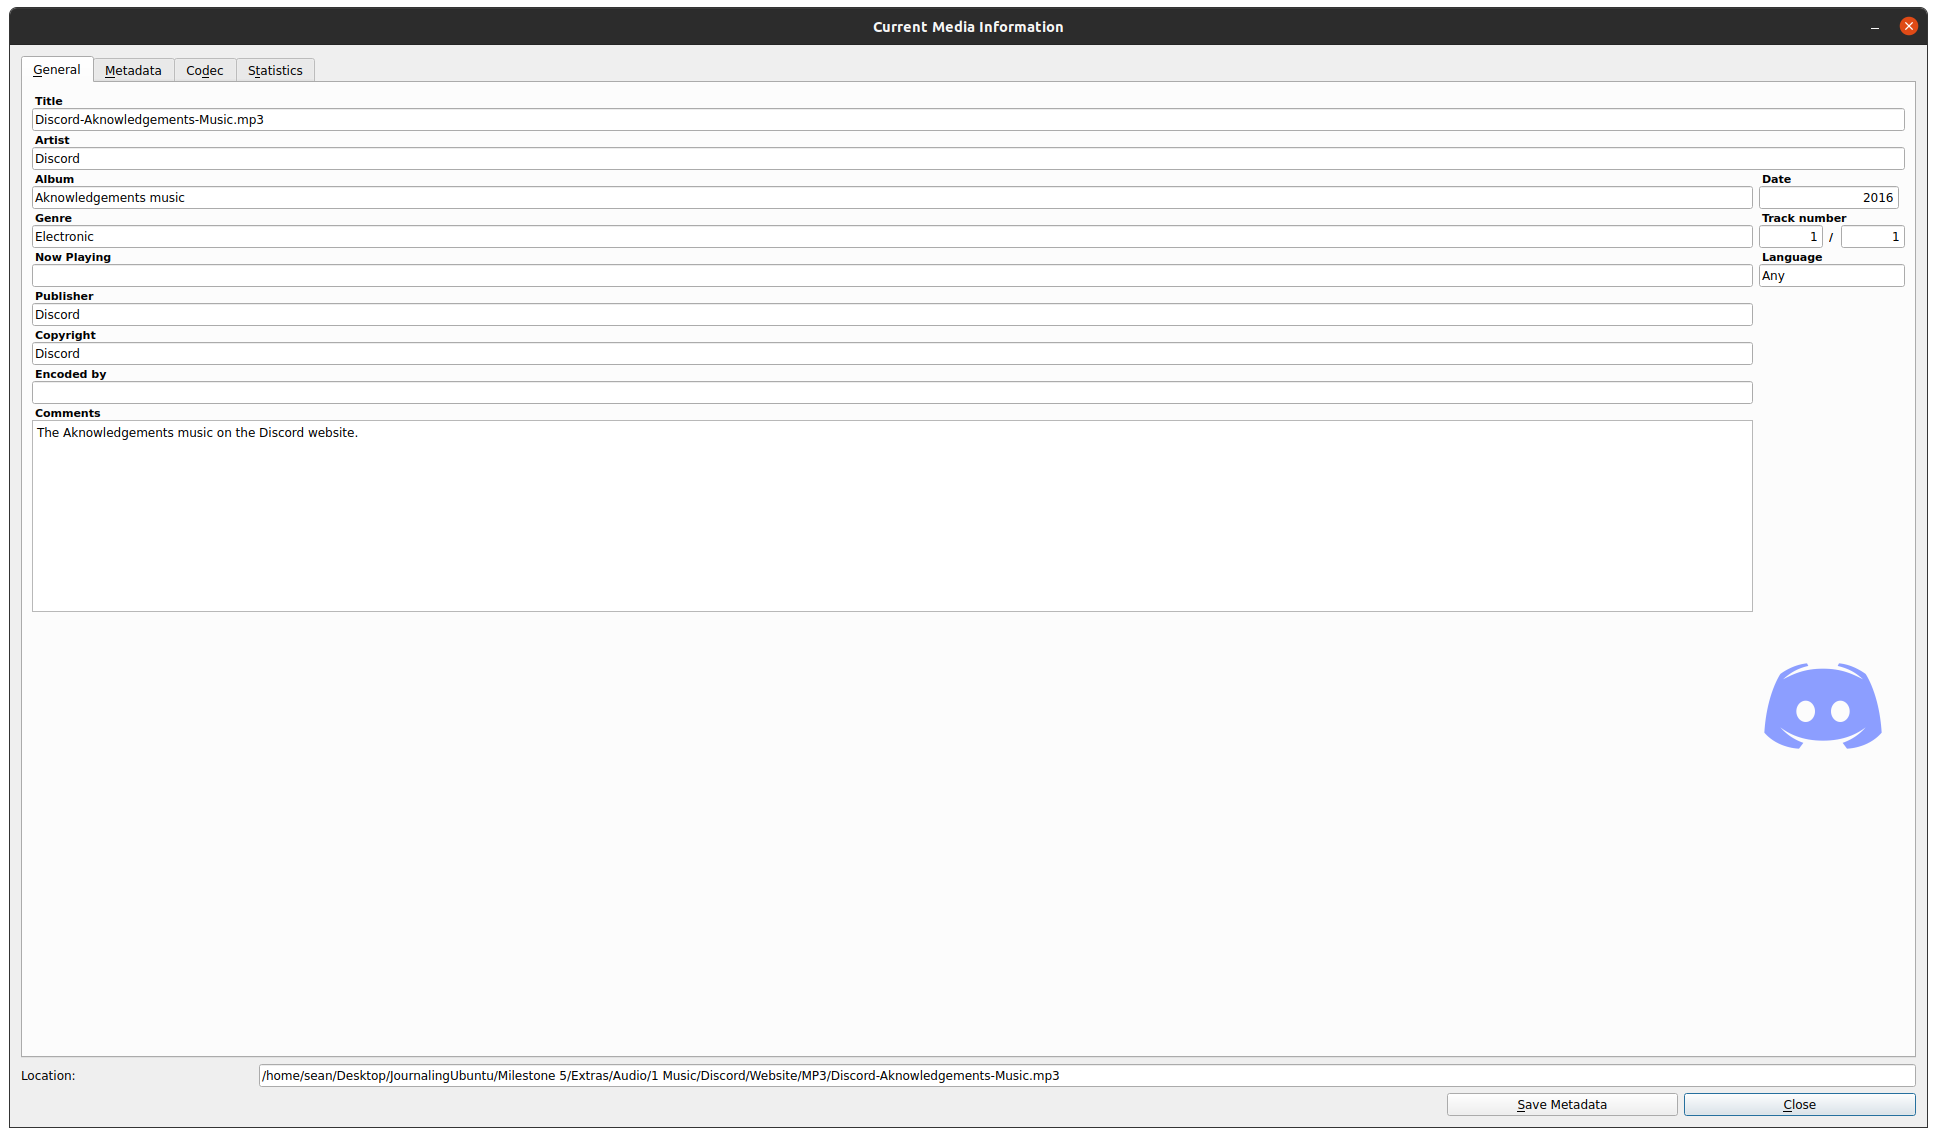 Current Media Information
General Metadata Codec Statistics
Title
Discord-Aknowledgements-Music.mp3
Artist
Discord
Album Date
Aknowledgements music 2016
Genre Track number
Electronic 1 / 1
Now Playing Language
Any
Publisher
Discord
Copyright
Discord
Encoded by
Comments
The Aknowledgements music on the Discord website.
Location: /home/sean/Desktop/JournalingUbuntu/Milestone 5/Extras/Audio/1 Music/Discord/Website/MP3/Discord-Aknowledgements-Music.mp3
Save Metadata Close